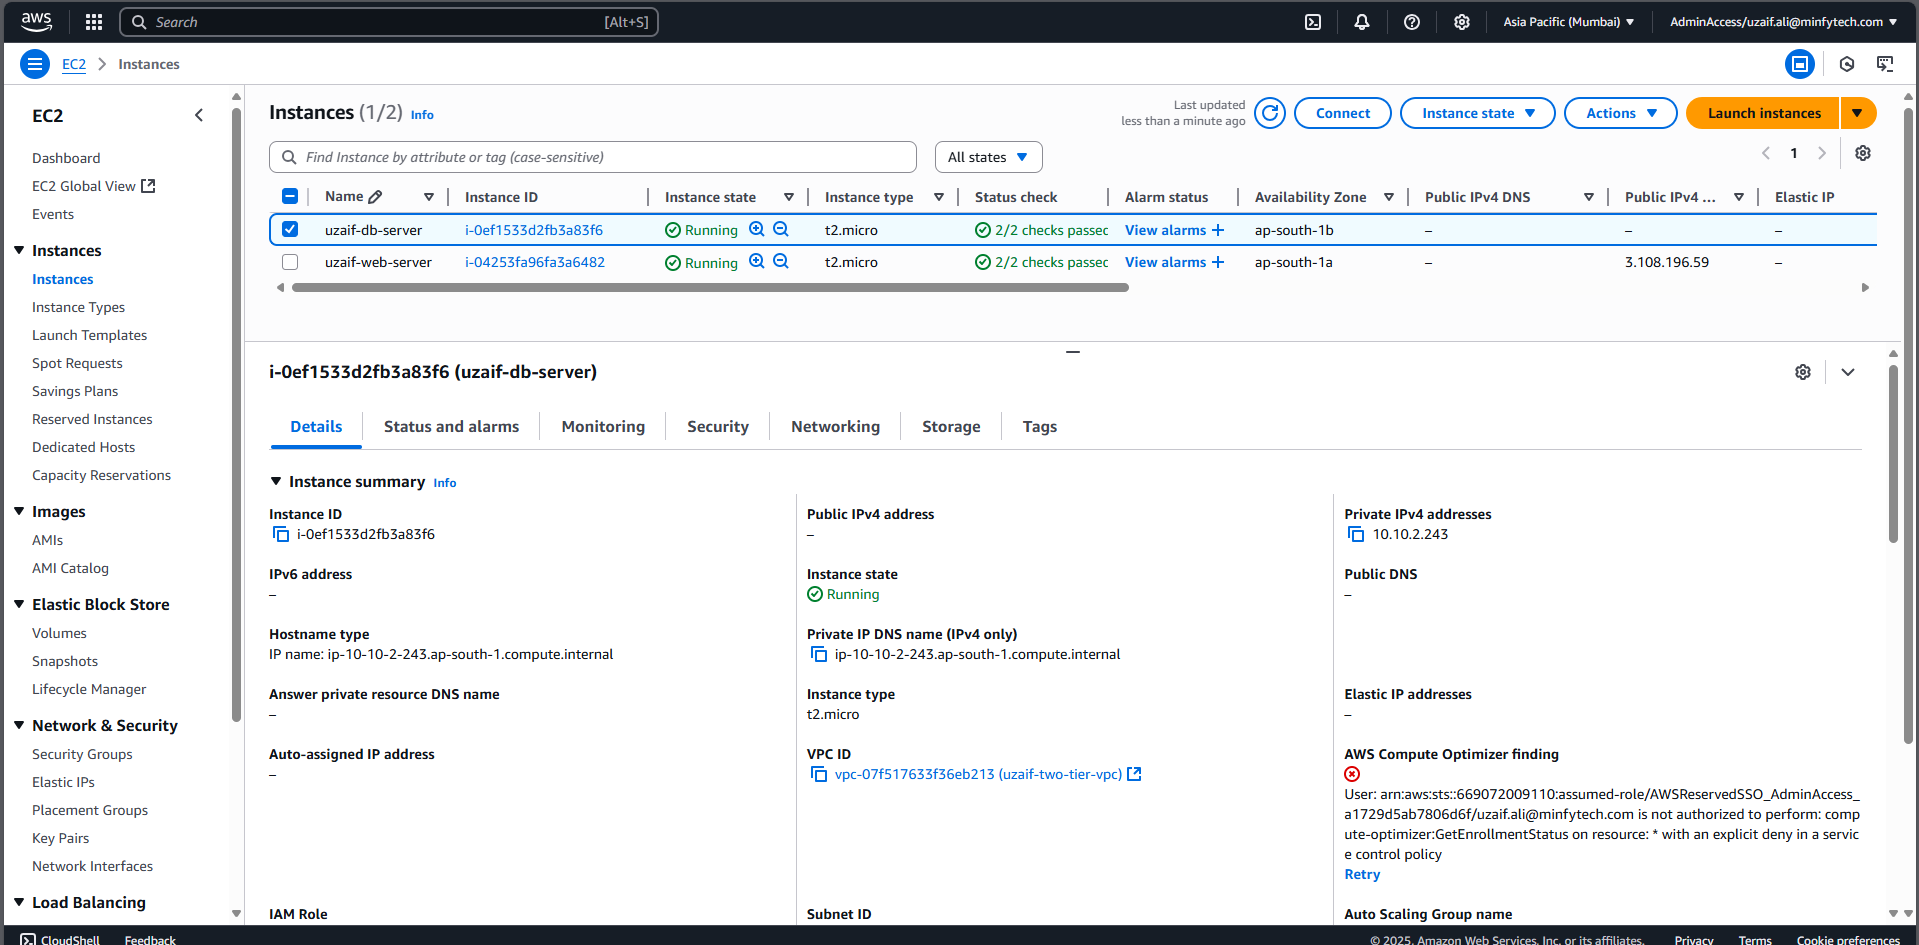 aws
Search
[Alt+S]
Asia Pacific (Mumbai)
AdminAccess/uzaif.ali@minfytech.com
EC2
Instances
EC2
Dashboard
EC2 Global View
Events
Instances
Instances
Instance Types
Launch Templates
Spot Requests
Savings Plans
Reserved Instances
Dedicated Hosts
Capacity Reservations
Images
AMIs
AMI Catalog
Elastic Block Store
Volumes
Snapshots
Lifecycle Manager
Network & Security
Security Groups
Elastic IPs
Placement Groups
Key Pairs
Network Interfaces
Load Balancing
Instances (1/2) Info
Last updated
less than a minute ago
Connect
Instance state
Actions
Launch instances
Find Instance by attribute or tag (case-sensitive)
All states
1
Name Instance ID Instance state Instance type Status check Alarm status Availability Zone Public IPv4 DNS Public IPv4 ... Elastic IP
uzaif-db-server i-0ef1533d2fb3a83f6 Running t2.micro 2/2 checks passec View alarms + ap-south-1b – – –
uzaif-web-server i-04253fa96fa3a6482 Running t2.micro 2/2 checks passec View alarms + ap-south-1a – 3.108.196.59 –
i-0ef1533d2fb3a83f6 (uzaif-db-server)
Details Status and alarms Monitoring Security Networking Storage Tags
Instance summary Info
Instance ID
i-0ef1533d2fb3a83f6
Public IPv4 address
–
Private IPv4 addresses
10.10.2.243
IPv6 address
–
Instance state
Running
Public DNS
–
Hostname type
IP name: ip-10-10-2-243.ap-south-1.compute.internal
Private IP DNS name (IPv4 only)
ip-10-10-2-243.ap-south-1.compute.internal
Answer private resource DNS name
–
Instance type
t2.micro
Elastic IP addresses
–
Auto-assigned IP address
–
VPC ID
vpc-07f517633f36eb213 (uzaif-two-tier-vpc)
AWS Compute Optimizer finding
User: arn:aws:sts::669072009110:assumed-role/AWSReservedSSO_AdminAccess_
a1729d5ab7806d6f/uzaif.ali@minfytech.com is not authorized to perform: comp
ute-optimizer:GetEnrollmentStatus on resource: * with an explicit deny in a servic
e control policy
Retry
IAM Role
Subnet ID
Auto Scaling Group name
CloudShell
Feedback
© 2025, Amazon Web Services, Inc. or its affiliates.
Privacy
Terms
Cookie preferences